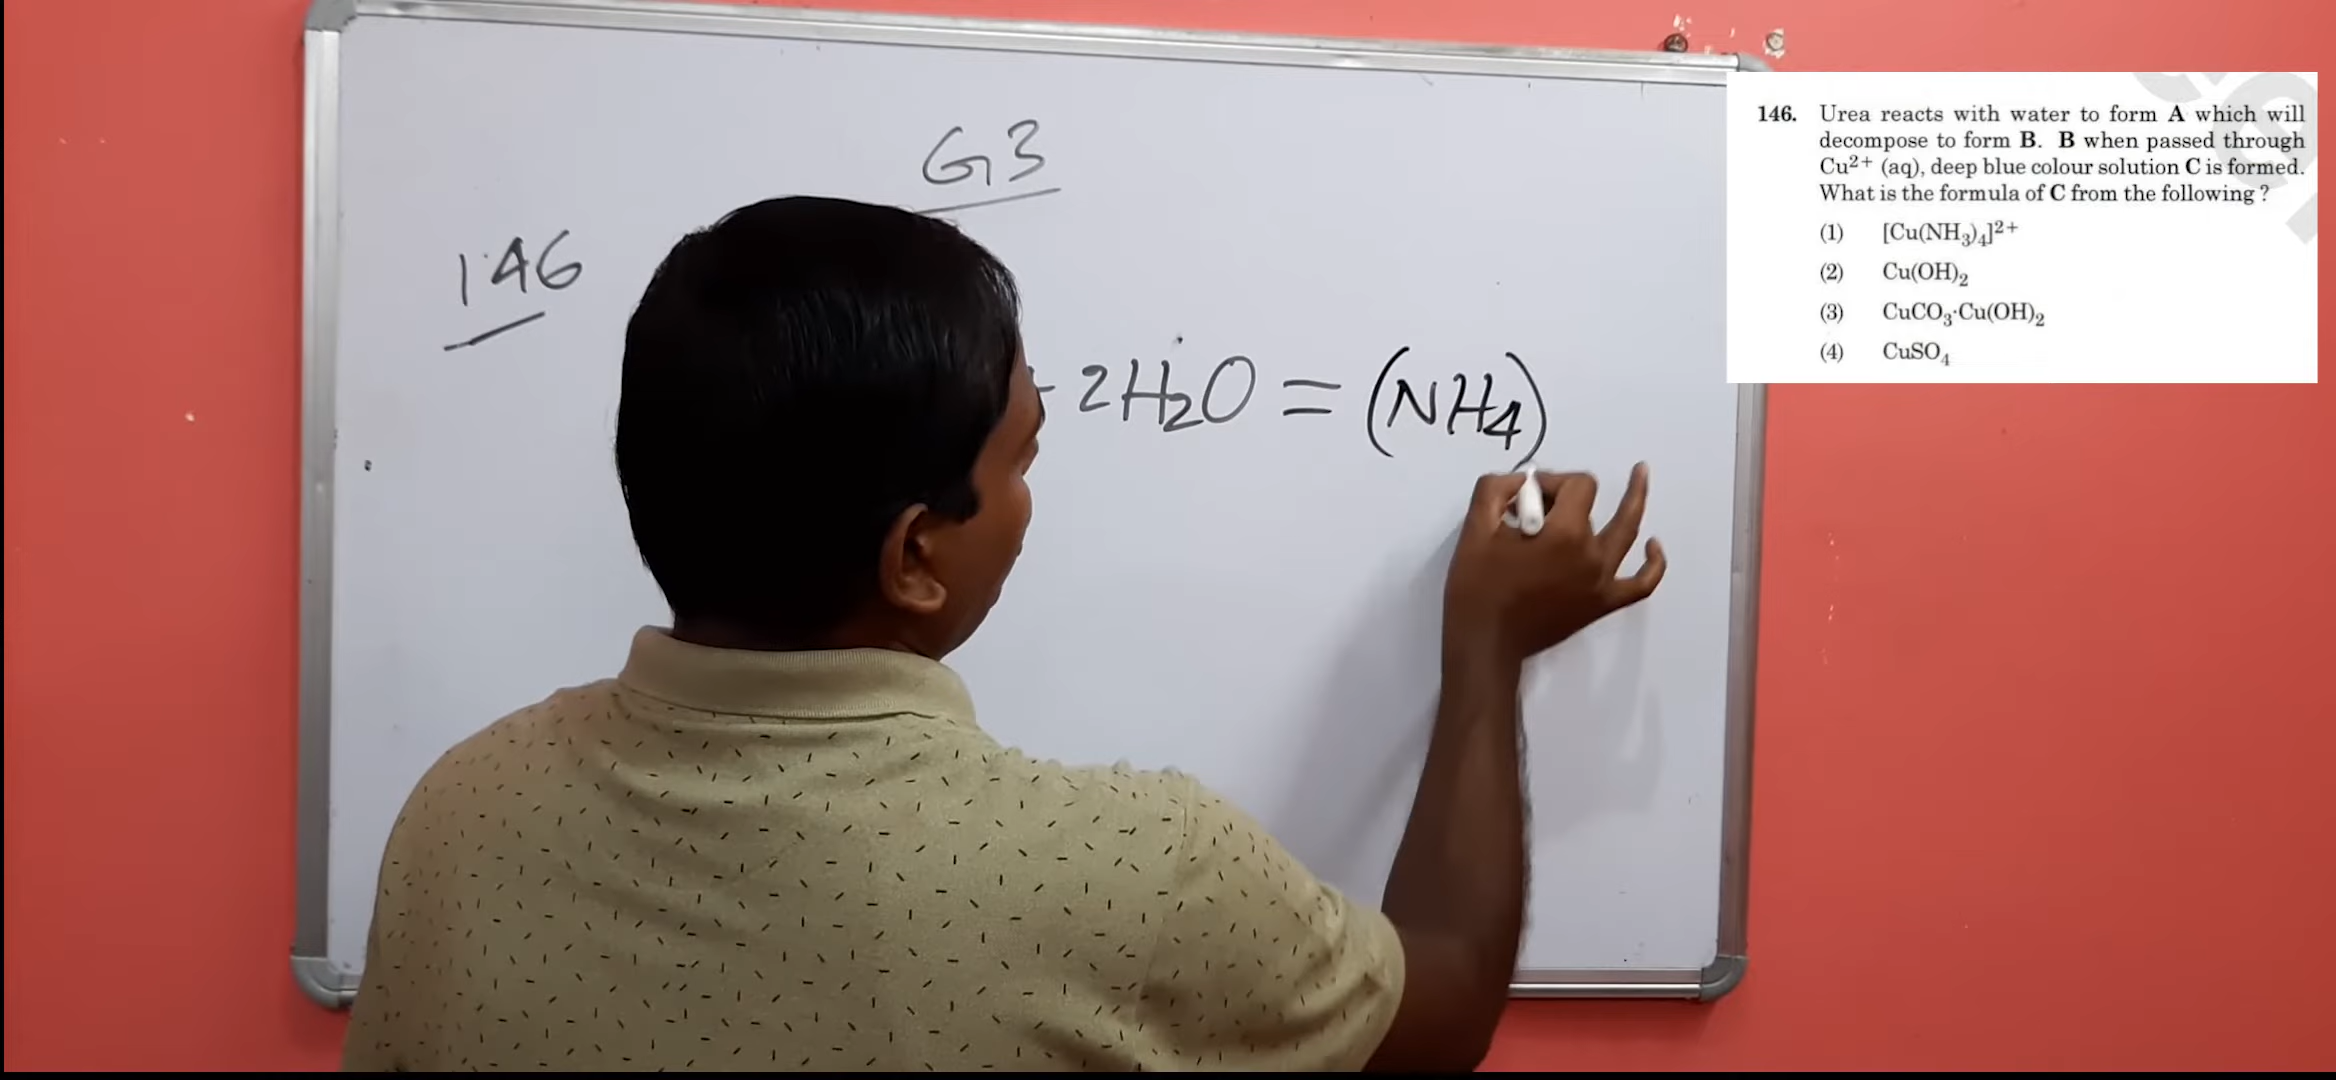 G3
146
2H₂O = (NH₄)
146. Urea reacts with water to form A which will
decompose to form B. B when passed through
Cu²⁺ (aq), deep blue colour solution C is formed.
What is the formula of C from the following ?
(1) [Cu(NH₃)₄]²⁺
(2) Cu(OH)₂
(3) CuCO₃·Cu(OH)₂
(4) CuSO₄